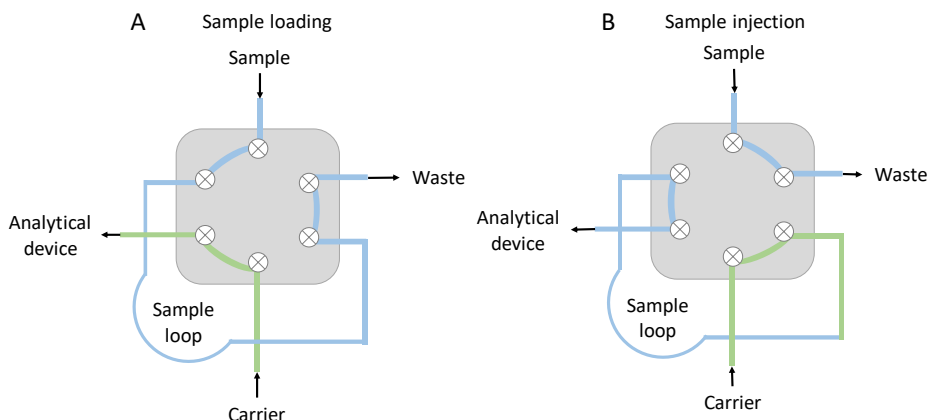 A
Sample loading
Sample
Waste
Analytical
device
Sample
loop
Carrier
B
Sample injection
Sample
Waste
Analytical
device
Sample
loop
Carrier